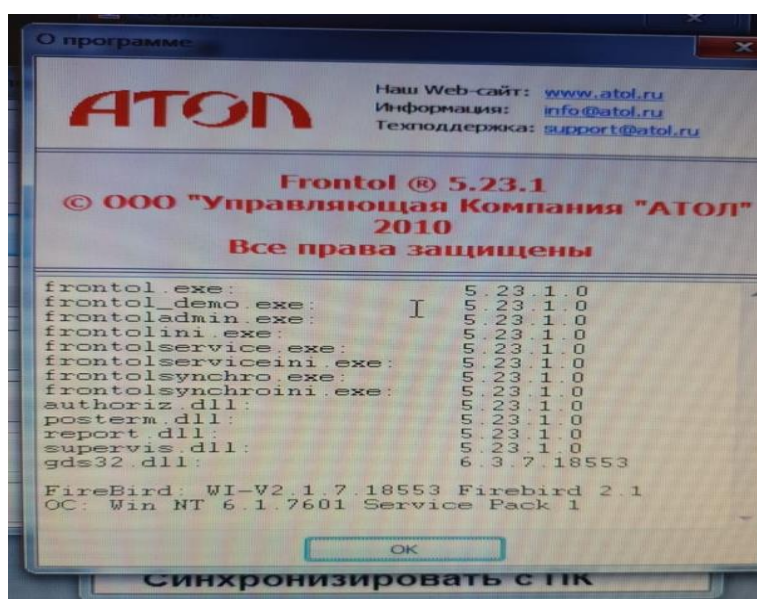 О программе
АТОЛ
Наш Web-сайт: www.atol.ru
Информация: info@atol.ru
Техподдержка: support@atol.ru
Frontol ® 5.23.1
© ООО "Управляющая Компания "АТОЛ"
2010
Все права защищены
frontol.exe: 5.23.1.0
frontol_demo.exe: 5.23.1.0
frontoladmin.exe: 5.23.1.0
frontolini.exe: 5.23.1.0
frontolservice.exe: 5.23.1.0
frontolserviceini.exe: 5.23.1.0
frontolsynchro.exe: 5.23.1.0
frontolsynchroini.exe: 5.23.1.0
authoriz.dll: 5.23.1.0
posterm.dll: 5.23.1.0
report.dll: 5.23.1.0
supervis.dll: 5.23.1.0
gds32.dll: 6.3.7.18553
FireBird: WI-V2.1.7.18553 Firebird 2.1
ОС: Win NT 6.1.7601 Service Pack 1
OK
Синхронизировать с ПК